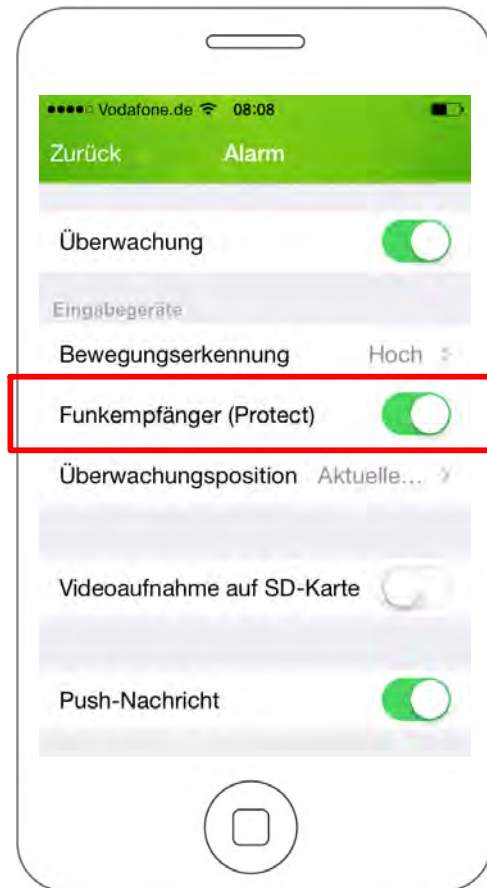 Vodafone.de 08:08
Zurück Alarm
Überwachung
Eingabegeräte
Bewegungserkennung Hoch
Funkempfänger (Protect)
Überwachungsposition Aktuelle...
Videoaufnahme auf SD-Karte
Push-Nachricht